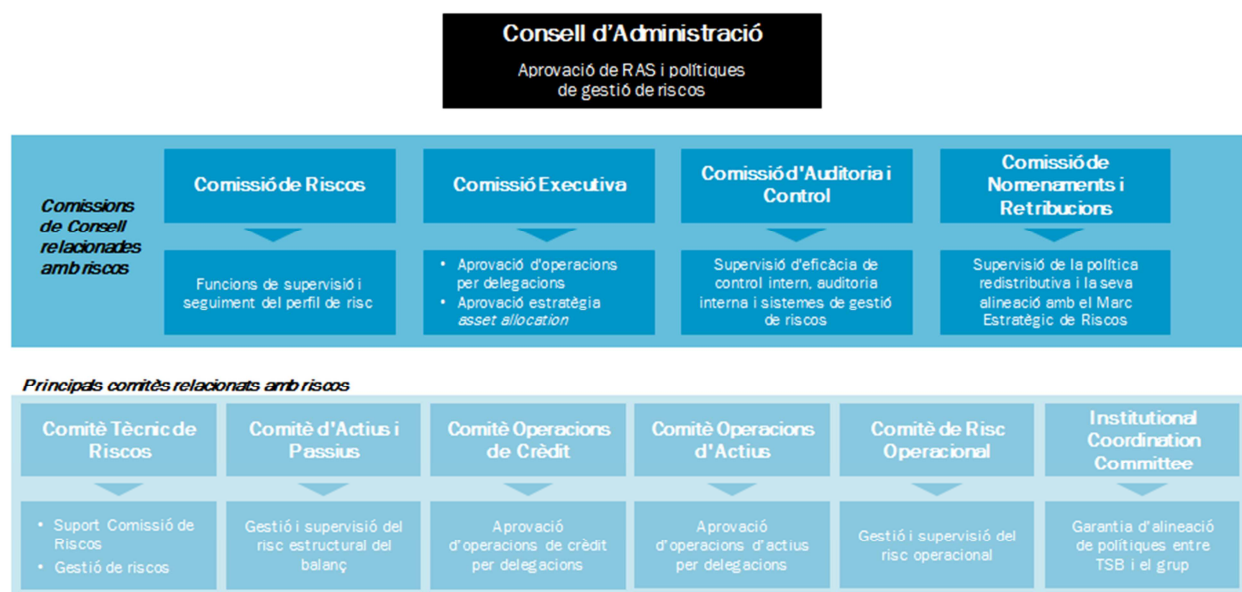 Consell d'Administració
Aprovació de RAS i polítiques
de gestió de riscos
Comissions
de Consell
relacionades
amb riscos
Comissió de Riscos
Funcions de supervisió i
seguiment del perfil de risc
Comissió Executiva
• Aprovació d'operacions
per delegacions
• Aprovació estratègia
asset allocation
Comissió d'Auditoria i
Control
Supervisió d'eficàcia de
control intern, auditoria
interna i sistemes de gestió
de riscos
Comissió de
Nomenaments i
Retribucions
Supervisió de la política
redistributiva i la seva
alineació amb el Marc
Estratègic de Riscos
Principals comitès relacionats amb riscos
Comitè Tècnic de
Riscos
• Suport Comissió de
Riscos
• Gestió de riscos
Comitè d'Actius i
Passius
Gestió i supervisió del
risc estructural del
balanç
Comitè Operacions
de Crèdit
Aprovació
d'operacions de crèdit
per delegacions
Comitè Operacions
d'Actius
Aprovació
d'operacions d'actius
per delegacions
Comitè de Risc
Operacional
Gestió i supervisió del
risc operacional
Institutional
Coordination
Committee
Garantia d'alineació
de polítiques entre
TSB i el grup